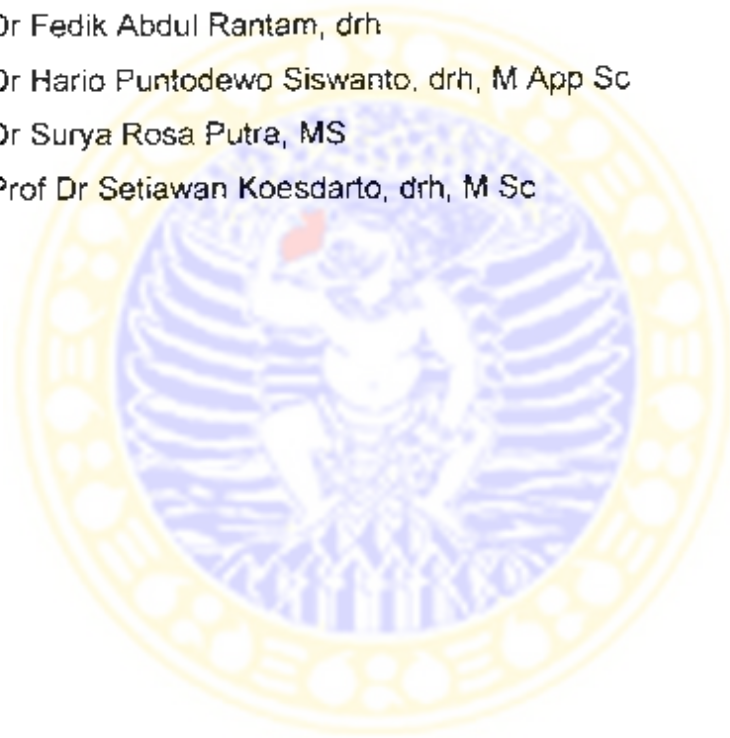 Dr Fedik Abdul Rantam, drh
Dr Hario Puntodewo Siswanto, drh, M App Sc
Dr Surya Rosa Putra, MS
Prof Dr Setiawan Koesdarto, drh, M Sc